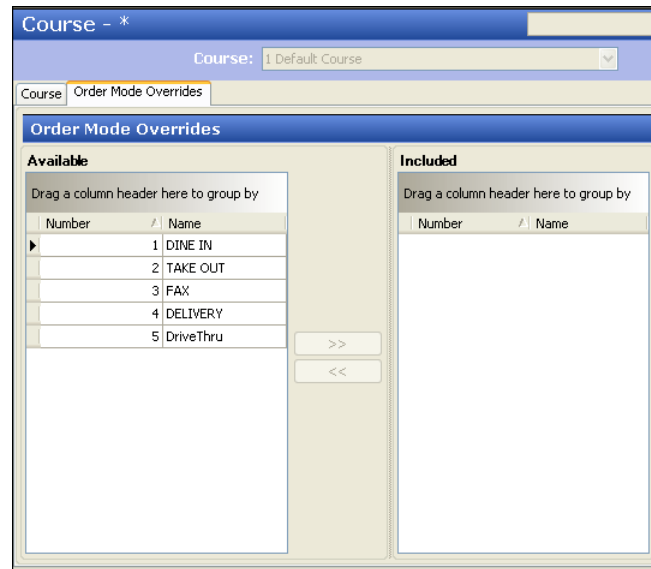 Course - *
Course: 1 Default Course
Course Order Mode Overrides
Order Mode Overrides
Available Included
Drag a column header here to group by Drag a column header here to group by
Number Name Number Name
1 DINE IN
2 TAKE OUT
3 FAX
4 DELIVERY
5 DriveThru
>>
<<